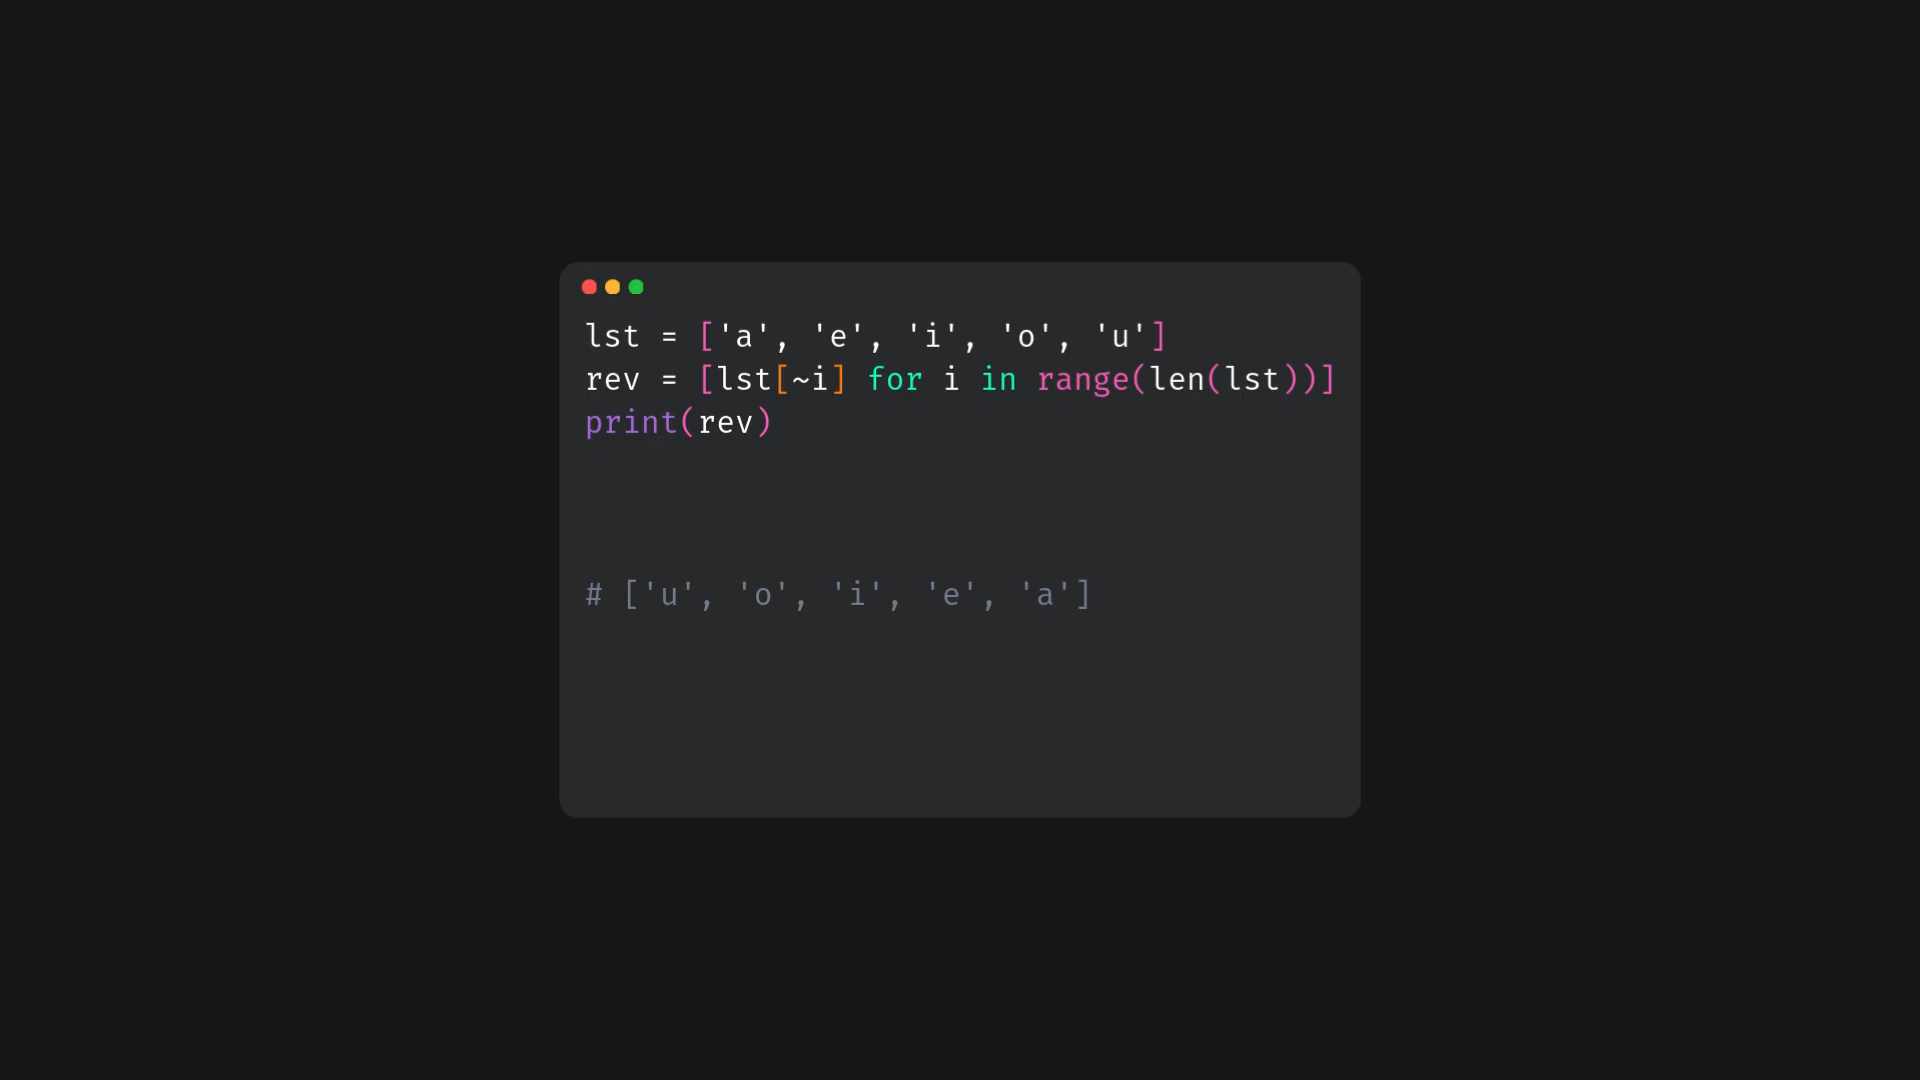 lst = ['a', 'e', 'i', 'o', 'u']
rev = [lst[~i] for i in range(len(lst))]
print(rev)
# ['u', 'o', 'i', 'e', 'a']